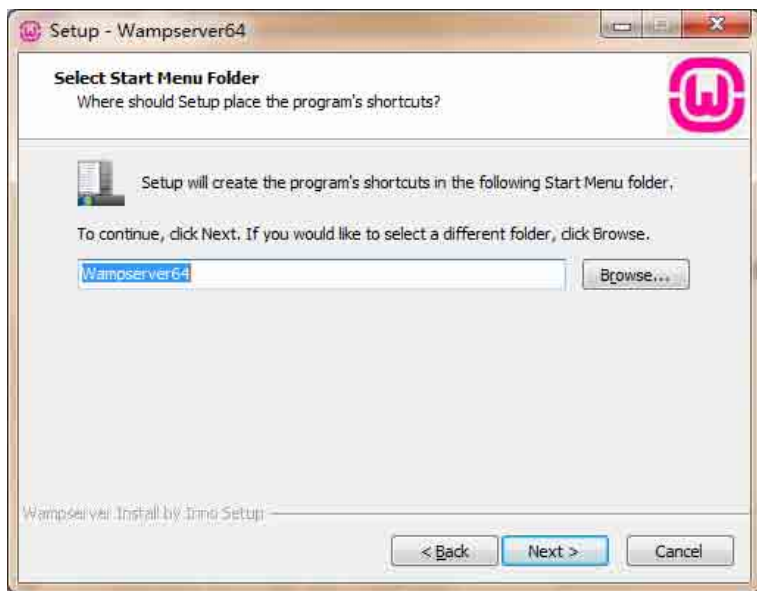 Setup - Wampserver64
Select Start Menu Folder
Where should Setup place the program's shortcuts?
Setup will create the program's shortcuts in the following Start Menu folder.
To continue, click Next. If you would like to select a different folder, click Browse.
Wampserver64
Browse...
Wampserver Install by Inno Setup
< Back
Next >
Cancel